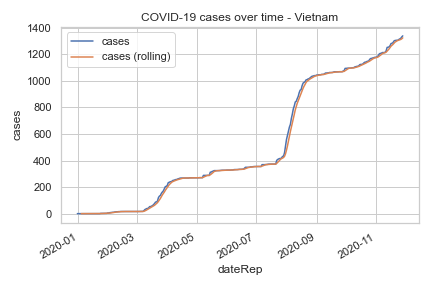 COVID-19 cases over time - Vietnam
cases
cases (rolling)
1400
1200
1000
800
600
400
200
0
cases
2020-01
2020-03
2020-05
2020-07
2020-09
2020-11
dateRep